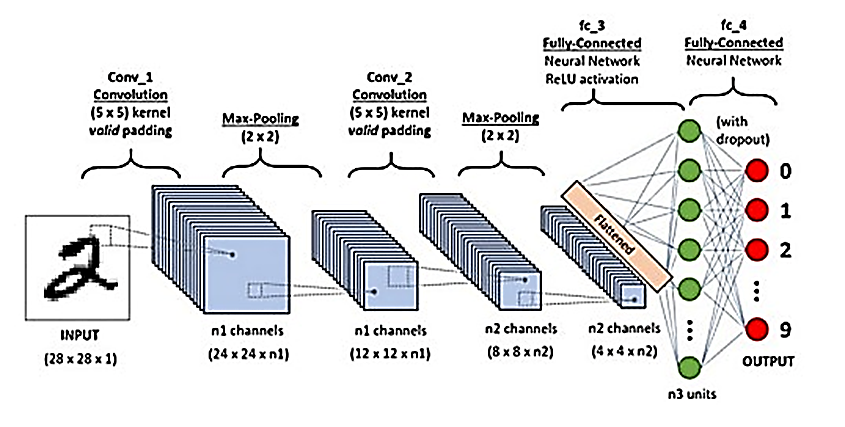 Conv_1
Convolution
(5 x 5) kernel
valid padding
Max-Pooling
(2 x 2)
Conv_2
Convolution
(5 x 5) kernel
valid padding
Max-Pooling
(2 x 2)
fc_3
Fully-Connected
Neural Network
ReLU activation
fc_4
Fully-Connected
Neural Network
(with
dropout)
Flattened
0
1
2
9
OUTPUT
INPUT
(28 x 28 x 1)
n1 channels
(24 x 24 x n1)
n1 channels
(12 x 12 x n1)
n2 channels
(8 x 8 x n2)
n2 channels
(4 x 4 x n2)
n3 units
2